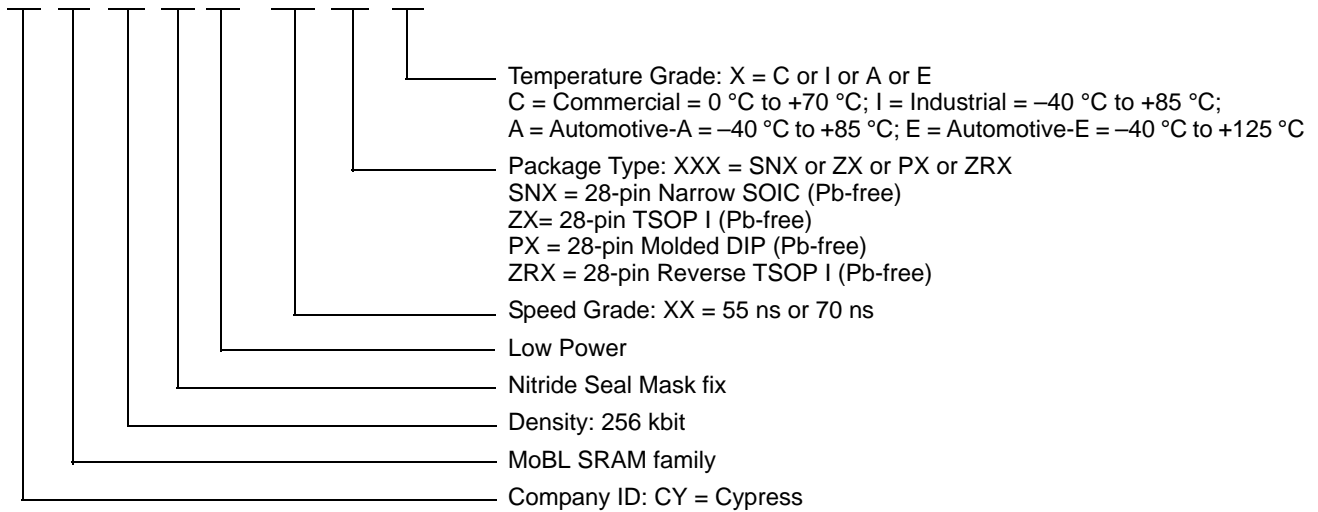 Temperature Grade: X = C or I or A or E
C = Commercial = 0 °C to +70 °C; I = Industrial = –40 °C to +85 °C;
A = Automotive-A = –40 °C to +85 °C; E = Automotive-E = –40 °C to +125 °C
Package Type: XXX = SNX or ZX or PX or ZRX
SNX = 28-pin Narrow SOIC (Pb-free)
ZX= 28-pin TSOP I (Pb-free)
PX = 28-pin Molded DIP (Pb-free)
ZRX = 28-pin Reverse TSOP I (Pb-free)
Speed Grade: XX = 55 ns or 70 ns
Low Power
Nitride Seal Mask fix
Density: 256 kbit
MoBL SRAM family
Company ID: CY = Cypress